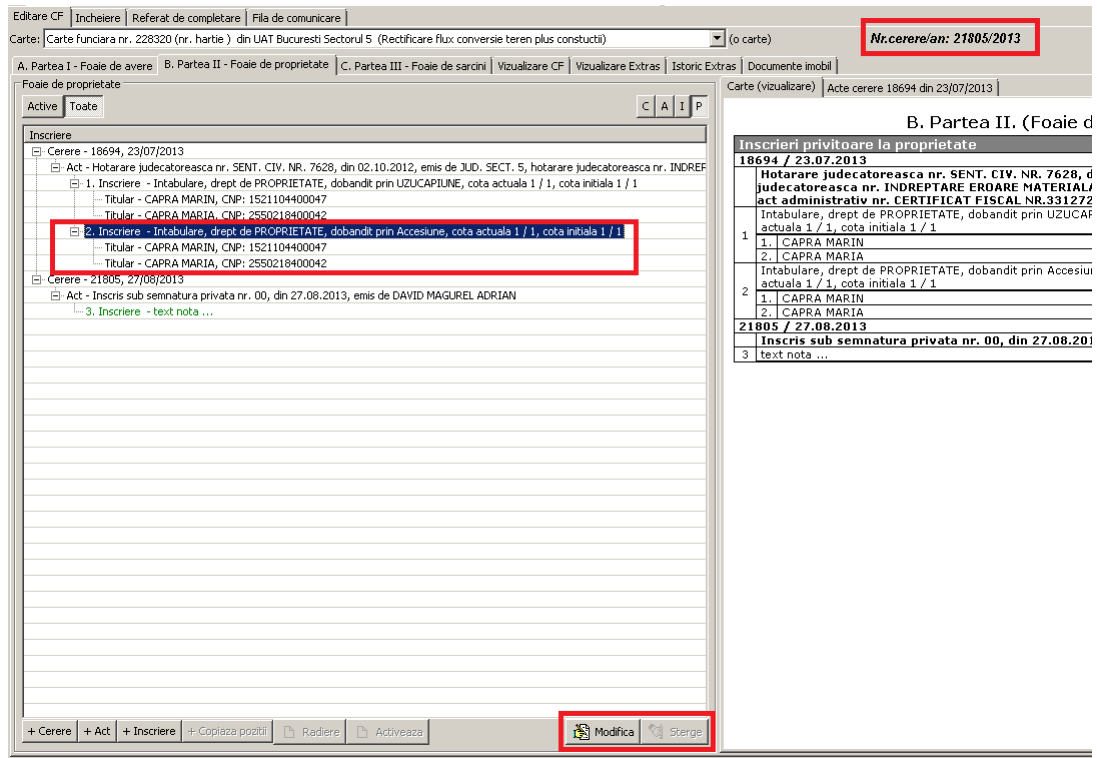 Editare CF Incheiere Referat de completare Fila de comunicare
Carte: Carte funciara nr. 228320 (nr. hartie ) din UAT Bucuresti Sectorul 5 (Rectificare flux conversie teren plus constuctii) (o carte) Nr.cerere/an: 21805/2013
A. Partea I - Foaie de avere B. Partea II - Foaie de proprietate C. Partea III - Foaie de sarcini Vizualizare CF Vizualizare Extras Istoric Extras Documente imobil
Foaie de proprietate
Active Toate C A I P
Inscriere
Cerere - 18694, 23/07/2013
Act - Hotarare judecatoreasca nr. SENT. CIV. NR. 7628, din 02.10.2012, emis de JUD. SECT. 5, hotarare judecatoreasca nr. INDREF
1. Inscriere - Intabulare, drept de PROPRIETATE, dobandit prin UZUCAPIUNE, cota actuala 1 / 1, cota initiala 1 / 1
Titular - CAPRA MARIN, CNP: 1521104400047
Titular - CAPRA MARIA, CNP: 2550218400042
2. Inscriere - Intabulare, drept de PROPRIETATE, dobandit prin Accesiune, cota actuala 1 / 1, cota initiala 1 / 1
Titular - CAPRA MARIN, CNP: 1521104400047
Titular - CAPRA MARIA, CNP: 2550218400042
Cerere - 21805, 27/08/2013
Act - Inscris sub semnatura privata nr. 00, din 27.08.2013, emis de DAVID MAGUREL ADRIAN
3. Inscriere - text nota ...
+ Cerere + Act + Inscriere + Copiaza pozitii Radiere Activeaza Modifica Sterge
Carte (vizualizare) Acte cerere 18694 din 23/07/2013
B. Partea II. (Foaie d
Inscrieri privitoare la proprietate
18694 / 23.07.2013
Hotarare judecatoreasca nr. SENT. CIV. NR. 7628, d
judecatoreasca nr. INDREPTARE EROARE MATERIALA
act administrativ nr. CERTIFICAT FISCAL NR.331272
Intabulare, drept de PROPRIETATE, dobandit prin UZUCAP
1 actuala 1 / 1, cota initiala 1 / 1
1. CAPRA MARIN
2. CAPRA MARIA
Intabulare, drept de PROPRIETATE, dobandit prin Accesiu
2 actuala 1 / 1, cota initiala 1 / 1
1. CAPRA MARIN
2. CAPRA MARIA
21805 / 27.08.2013
Inscris sub semnatura privata nr. 00, din 27.08.201
3 text nota ...